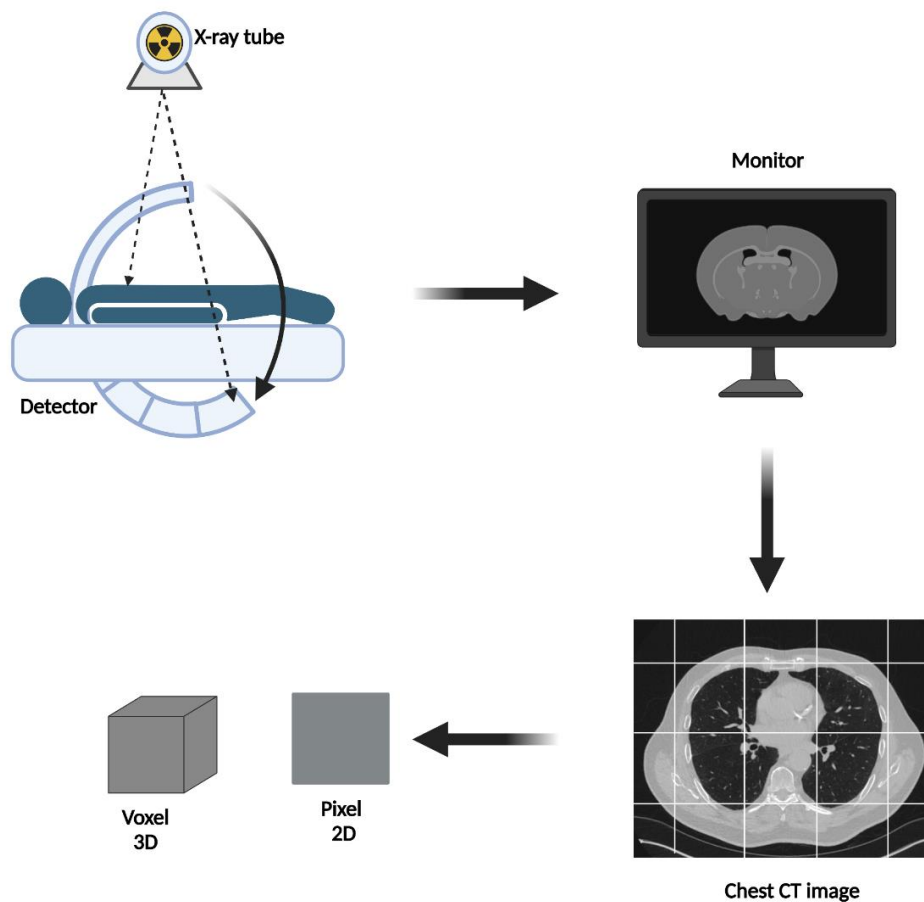 X-ray tube
Monitor
Detector
Voxel
3D
Pixel
2D
Chest CT image